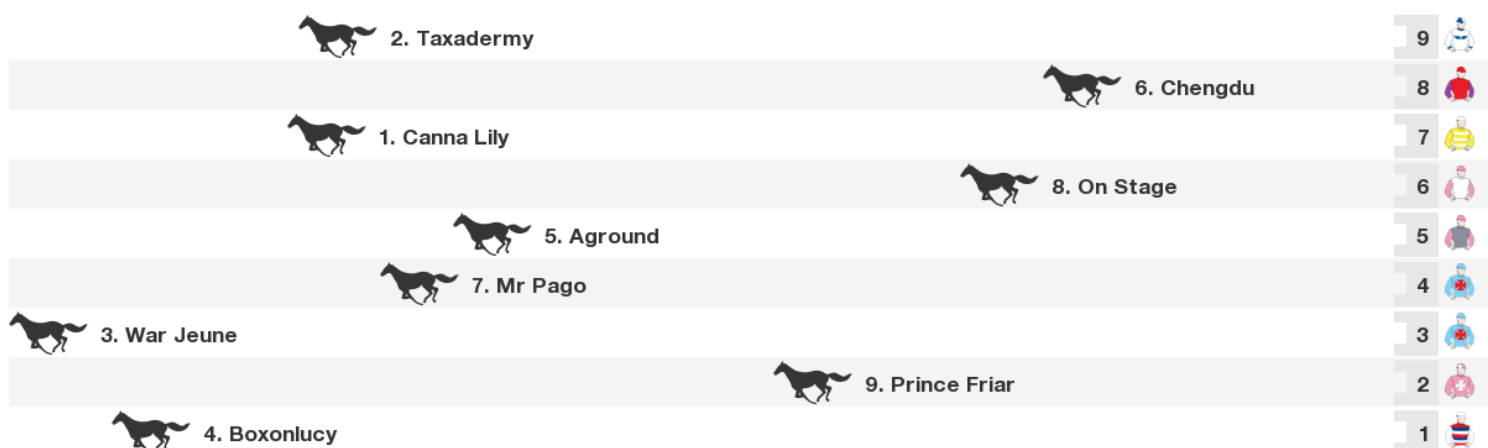 2. Taxadermy 9
6. Chengdu 8
1. Canna Lily 7
8. On Stage 6
5. Aground 5
7. Mr Pago 4
3. War Jeune 3
9. Prince Friar 2
4. Boxonlucy 1